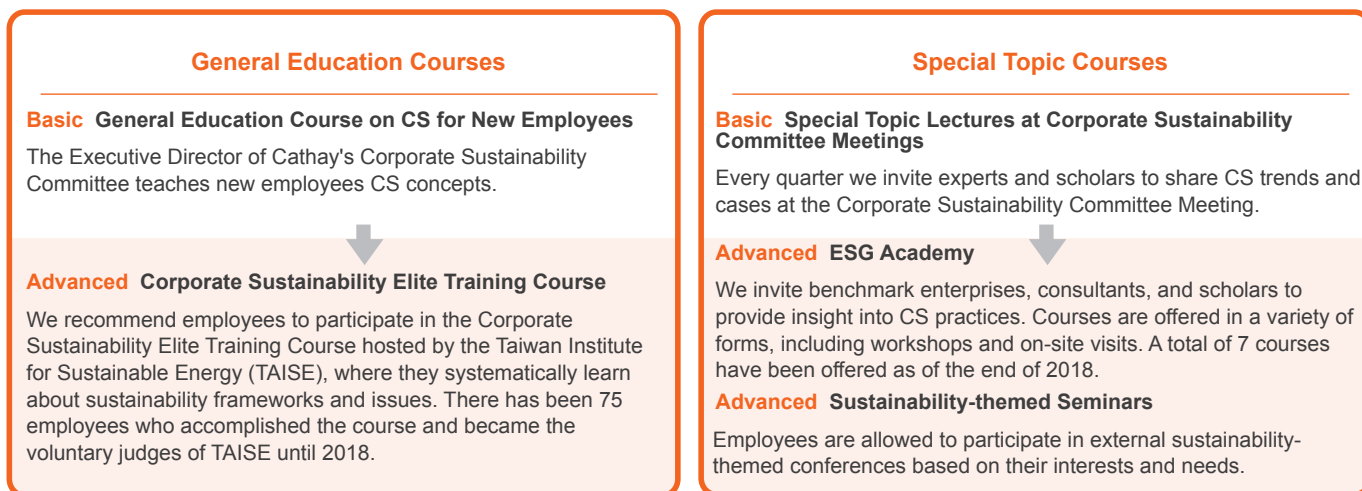 General Education Courses
Basic General Education Course on CS for New Employees
The Executive Director of Cathay's Corporate Sustainability
Committee teaches new employees CS concepts.
Advanced Corporate Sustainability Elite Training Course
We recommend employees to participate in the Corporate
Sustainability Elite Training Course hosted by the Taiwan Institute
for Sustainable Energy (TAISE), where they systematically learn
about sustainability frameworks and issues. There has been 75
employees who accomplished the course and became the
voluntary judges of TAISE until 2018.
Special Topic Courses
Basic Special Topic Lectures at Corporate Sustainability
Committee Meetings
Every quarter we invite experts and scholars to share CS trends and
cases at the Corporate Sustainability Committee Meeting.
Advanced ESG Academy
We invite benchmark enterprises, consultants, and scholars to
provide insight into CS practices. Courses are offered in a variety of
forms, including workshops and on-site visits. A total of 7 courses
have been offered as of the end of 2018.
Advanced Sustainability-themed Seminars
Employees are allowed to participate in external sustainability-
themed conferences based on their interests and needs.